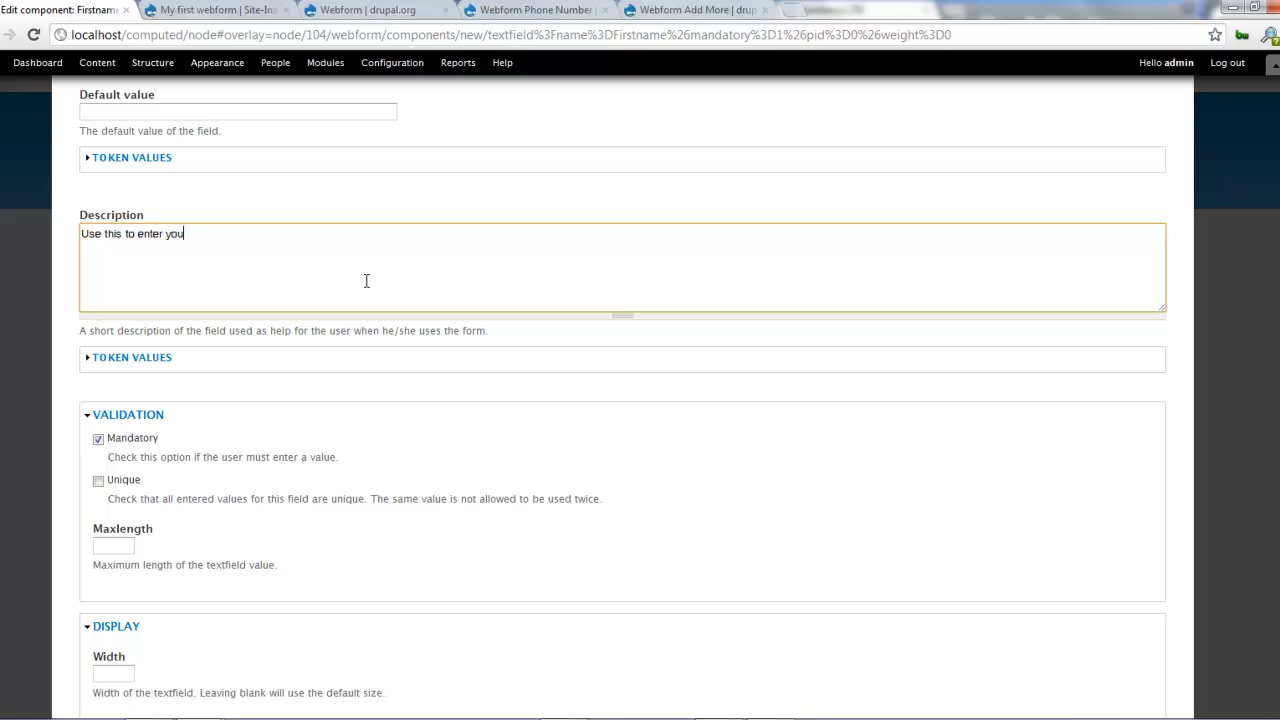 Edit component: Firstname
My first webform | Site-In
Webform | drupal.org
Webform Phone Number
Webform Add More | drup
localhost/computed/node#overlay=node/104/webform/components/new/textfield%3Fname%3DFirstname%26mandatory%3D1%26pid%3D0%26weight%3D0
Dashboard Content Structure Appearance People Modules Configuration Reports Help Hello admin Log out
Default value
The default value of the field.
TOKEN VALUES
Description
Use this to enter you
A short description of the field used as help for the user when he/she uses the form.
TOKEN VALUES
VALIDATION
Mandatory
Check this option if the user must enter a value.
Unique
Check that all entered values for this field are unique. The same value is not allowed to be used twice.
Maxlength
Maximum length of the textfield value.
DISPLAY
Width
Width of the textfield. Leaving blank will use the default size.